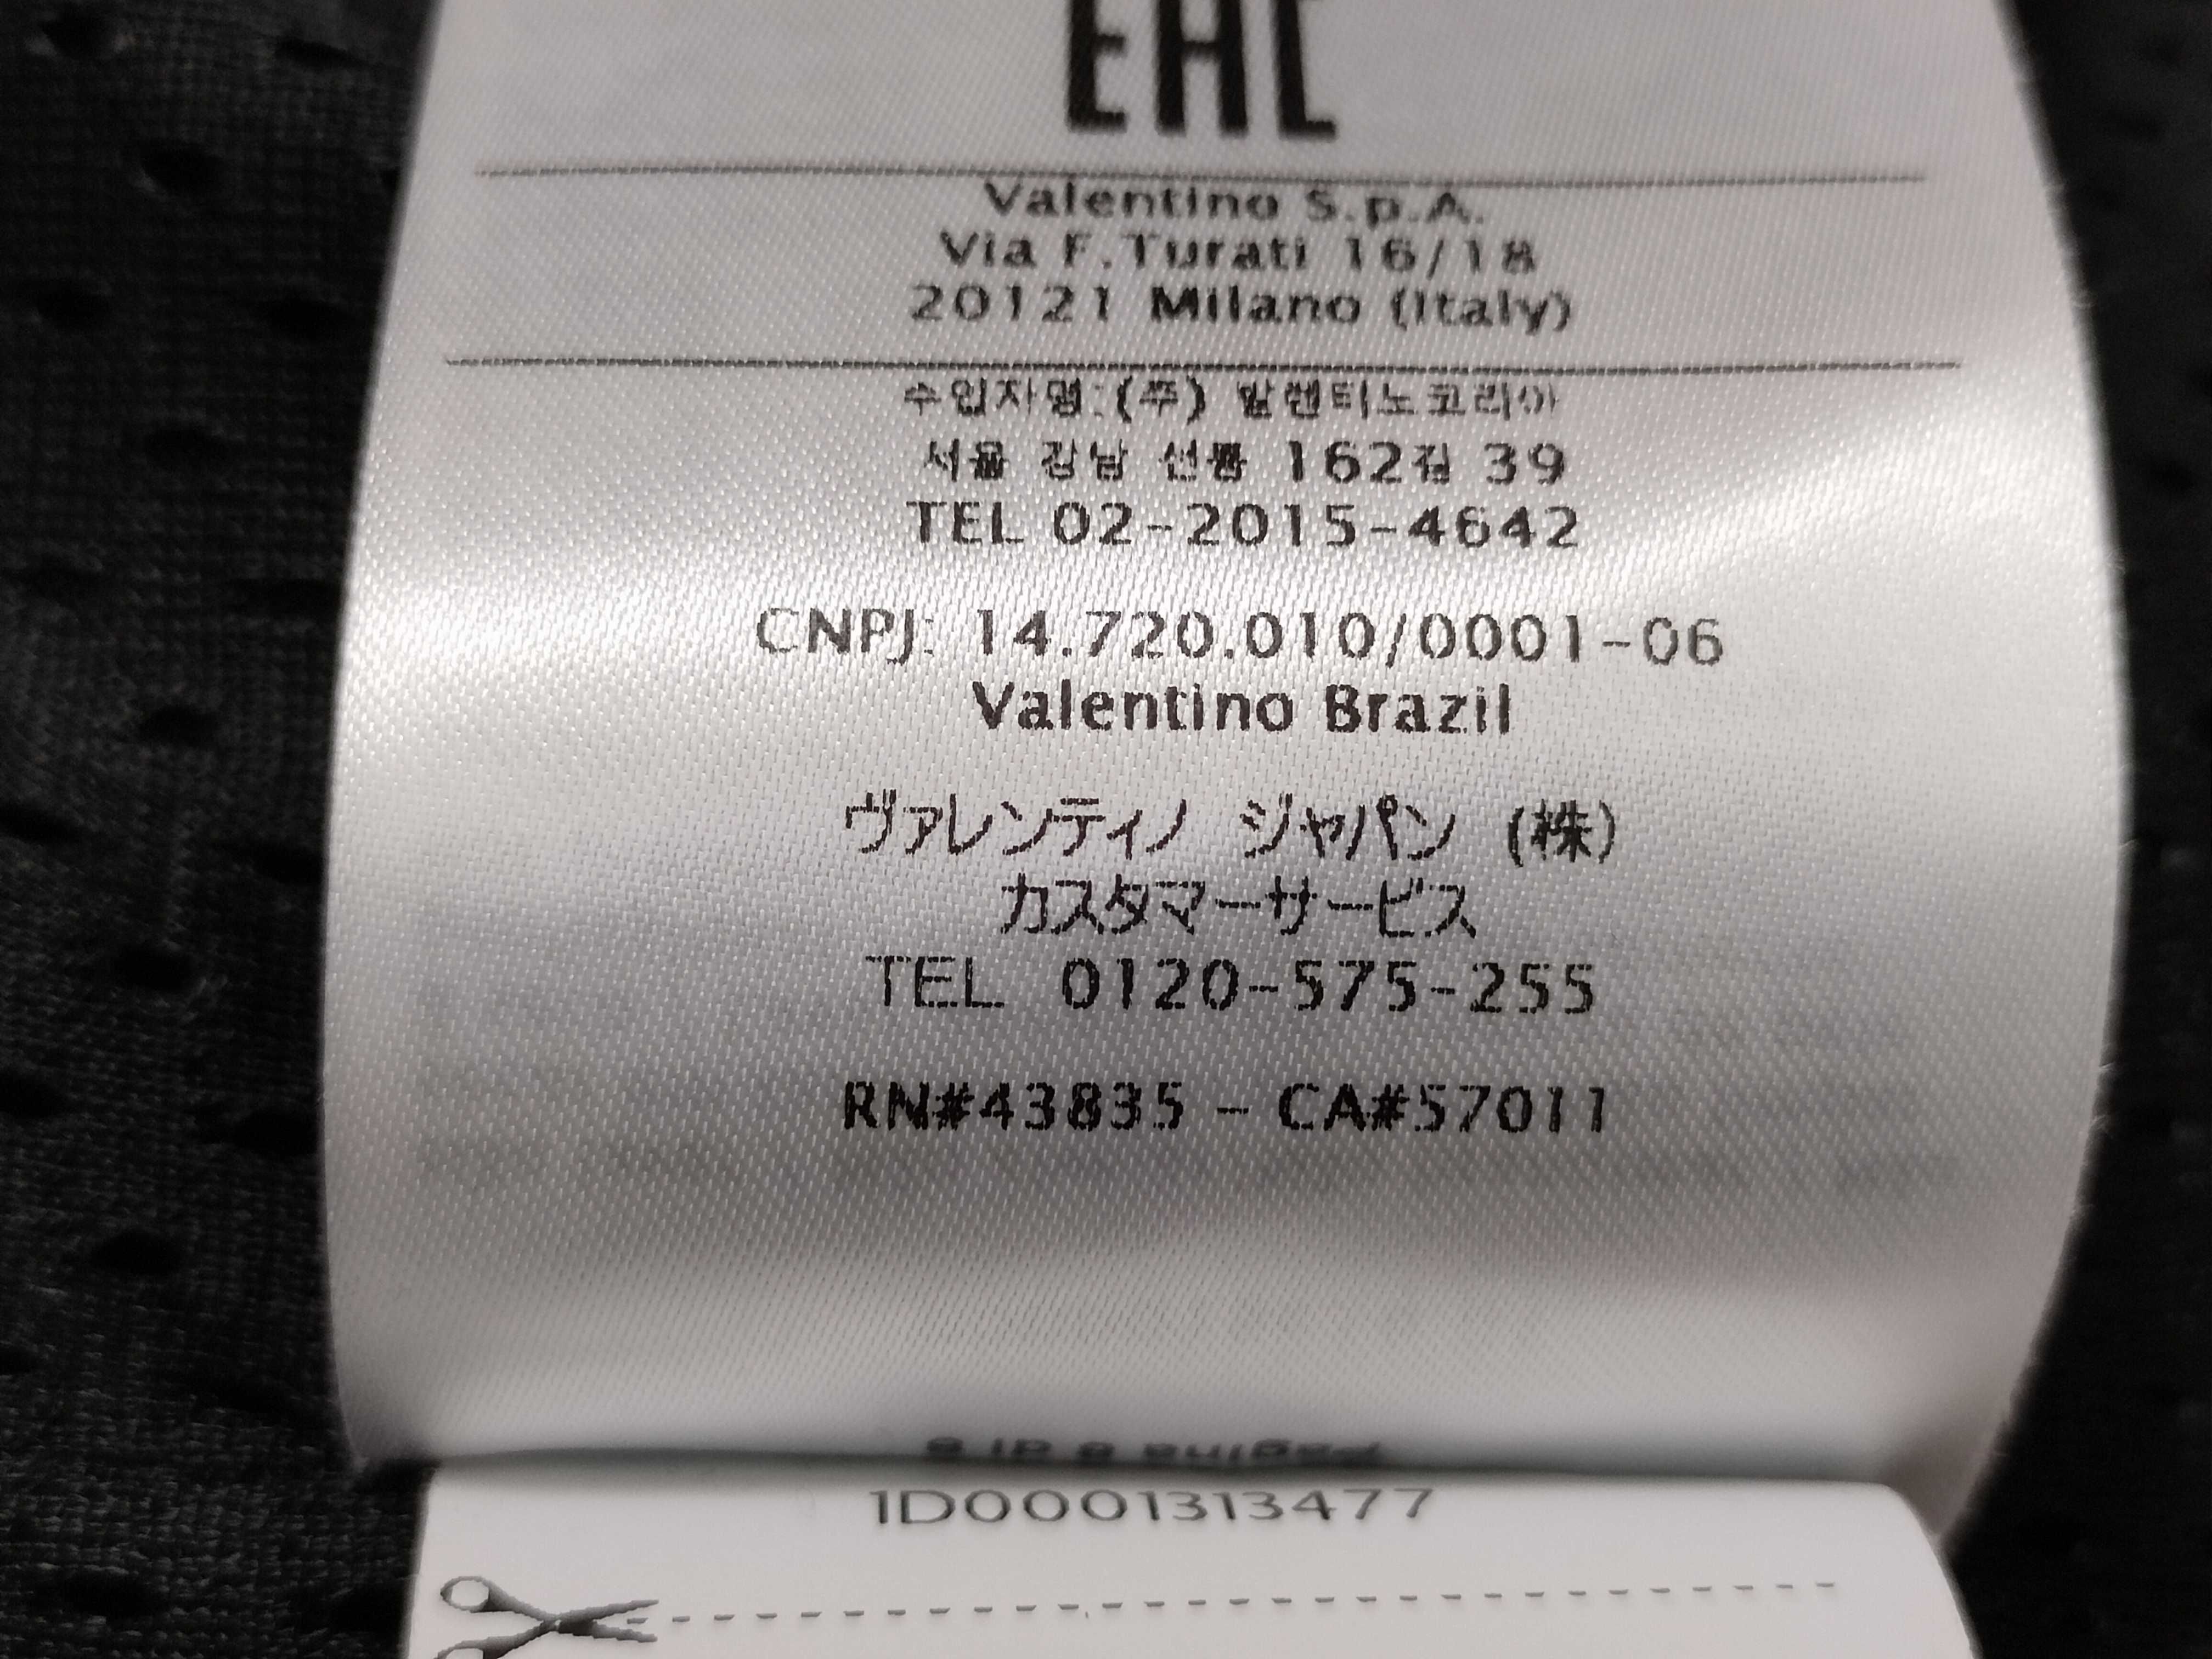 EAC
Valentino S.p.A.
Via F.Turati 16/18
20121 Milano (Italy)
수입자명:(주) 발렌티노코리아
서울 강남 선릉 162길 39
TEL 02-2015-4642
CNPJ: 14.720.010/0001-06
Valentino Brazil
ヴァレンティノ ジャパン (株)
カスタマーサービス
TEL 0120-575-255
RN#43835 - CA#57011
1D0001313477